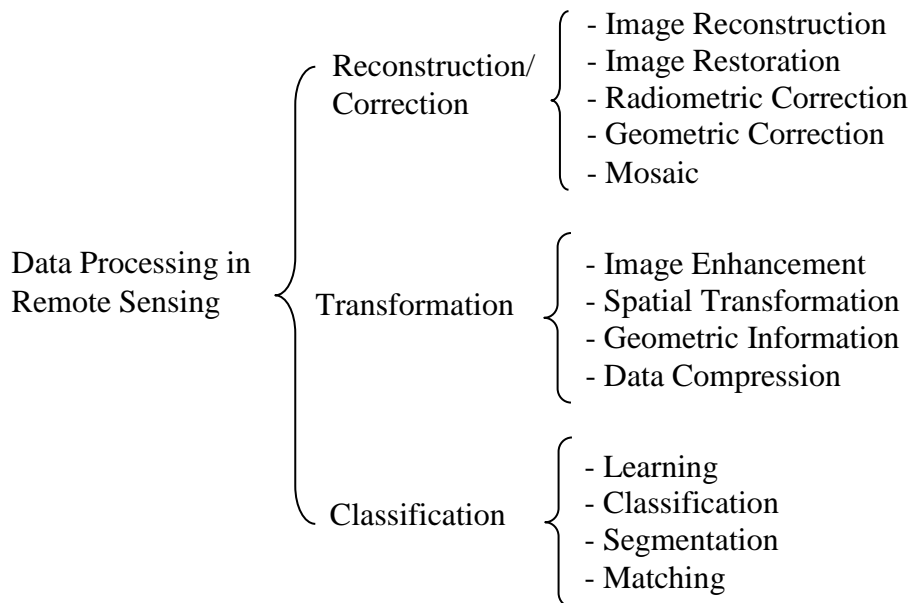 Data Processing in
Remote Sensing
Reconstruction/
Correction
- Image Reconstruction
- Image Restoration
- Radiometric Correction
- Geometric Correction
- Mosaic
Transformation
- Image Enhancement
- Spatial Transformation
- Geometric Information
- Data Compression
Classification
- Learning
- Classification
- Segmentation
- Matching